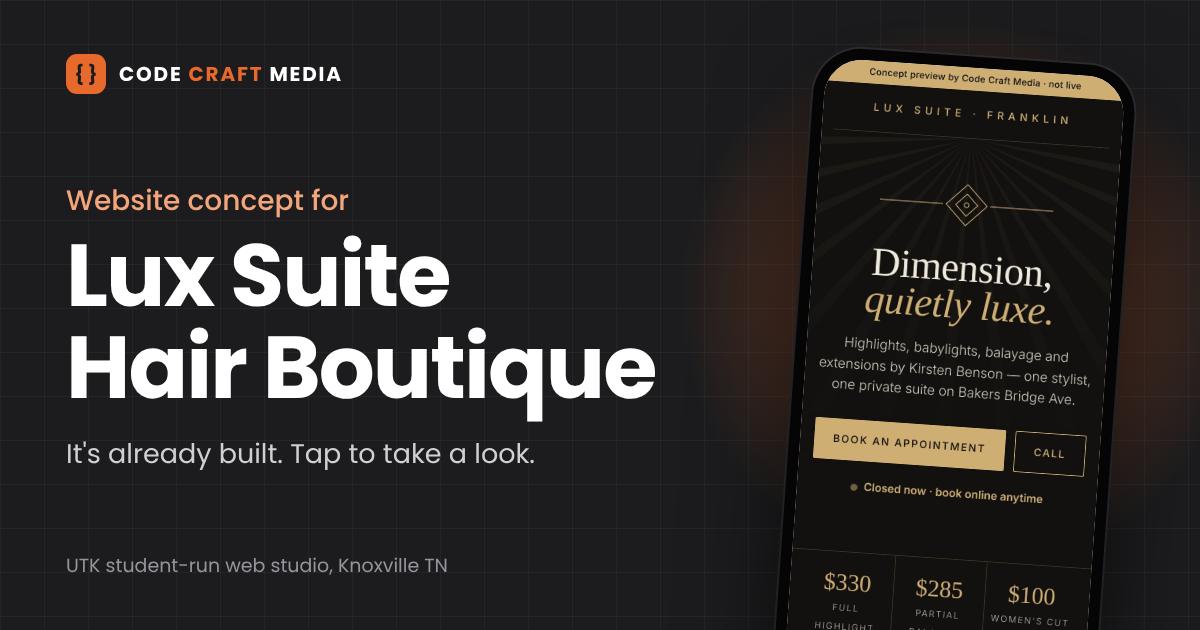 { }
CODE CRAFT MEDIA
Website concept for
Lux Suite
Hair Boutique
It's already built. Tap to take a look.
UTK student-run web studio, Knoxville TN
Concept preview by Code Craft Media · not live
LUX SUITE · FRANKLIN
Dimension,
quietly luxe.
Highlights, babylights, balayage and
extensions by Kirsten Benson — one stylist,
one private suite on Bakers Bridge Ave.
BOOK AN APPOINTMENT
CALL
Closed now · book online anytime
$330
FULL
HIGHLIGHT
$285
PARTIAL
$100
WOMEN'S CUT